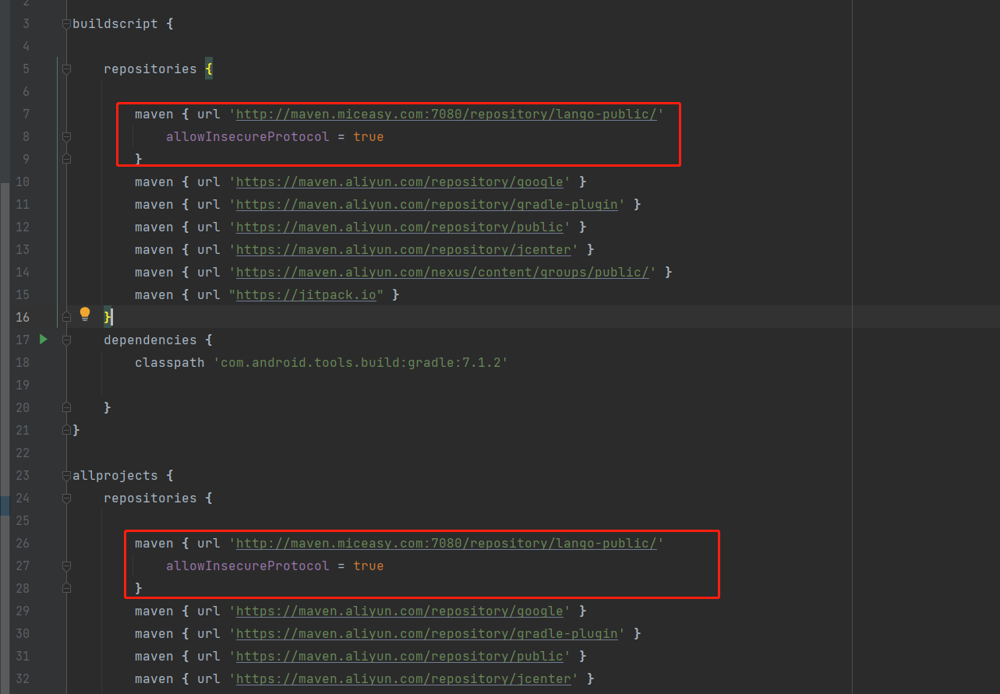 2
3 buildscript {
4
5 repositories {
6
7 maven { url 'http://maven.miceasy.com:7080/repository/lango-public/'
8 allowInsecureProtocol = true
9 }
10 maven { url 'https://maven.aliyun.com/repository/google' }
11 maven { url 'https://maven.aliyun.com/repository/gradle-plugin' }
12 maven { url 'https://maven.aliyun.com/repository/public' }
13 maven { url 'https://maven.aliyun.com/repository/jcenter' }
14 maven { url 'https://maven.aliyun.com/nexus/content/groups/public/' }
15 maven { url "https://jitpack.io" }
16 }
17 dependencies {
18 classpath 'com.android.tools.build:gradle:7.1.2'
19
20 }
21 }
22
23 allprojects {
24 repositories {
25
26 maven { url 'http://maven.miceasy.com:7080/repository/lango-public/'
27 allowInsecureProtocol = true
28 }
29 maven { url 'https://maven.aliyun.com/repository/google' }
30 maven { url 'https://maven.aliyun.com/repository/gradle-plugin' }
31 maven { url 'https://maven.aliyun.com/repository/public' }
32 maven { url 'https://maven.aliyun.com/repository/jcenter' }